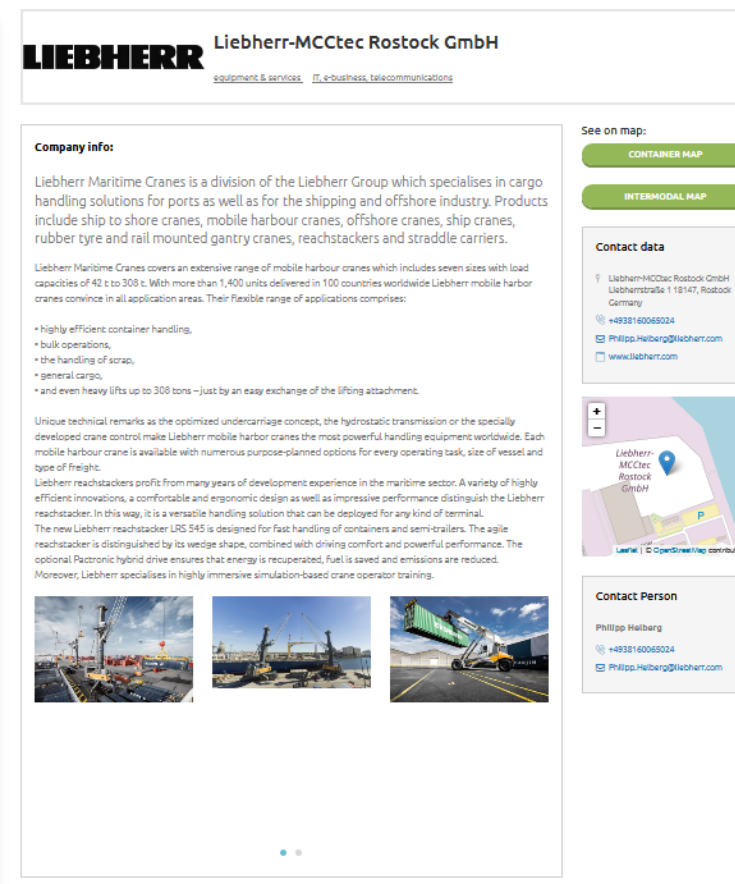 LIEBHERR
Liebherr-MCCtec Rostock GmbH
equipment & services IT, e-business, telecommunications
Company info:
Liebherr Maritime Cranes is a division of the Liebherr Group which specialises in cargo
handling solutions for ports as well as for the shipping and offshore industry. Products
include ship to shore cranes, mobile harbour cranes, offshore cranes, ship cranes,
rubber tyre and rail mounted gantry cranes, reachstackers and straddle carriers.
Liebherr Maritime Cranes covers an extensive range of mobile harbour cranes which includes seven sizes with load
capacities of 42 t to 308 t. With more than 1,400 units delivered in 100 countries worldwide Liebherr mobile harbor
cranes convince in all application areas. Their flexible range of applications comprises:
• highly efficient container handling,
• bulk operations,
• the handling of scrap,
• general cargo,
• and even heavy lifts up to 308 tons – just by an easy exchange of the lifting attachment.
Unique technical remarks as the optimized undercarriage concept, the hydrostatic transmission or the specially
developed crane control make Liebherr mobile harbor cranes the most powerful handling equipment worldwide. Each
mobile harbour crane is available with numerous purpose-planned options for every operating task, size of vessel and
type of freight.
Liebherr reachstackers profit from many years of development experience in the maritime sector. A variety of highly
efficient innovations, a comfortable and ergonomic design as well as impressive performance distinguish the Liebherr
reachstacker. In this way, it is a versatile handling solution that can be deployed for any kind of terminal.
The new Liebherr reachstacker LRS 545 is designed for fast handling of containers and semi-trailers. The agile
reachstacker is distinguished by its wedge shape, combined with driving comfort and powerful performance. The
optional Pactronic hybrid drive ensures that energy is recuperated, fuel is saved and emissions are reduced.
Moreover, Liebherr specialises in highly immersive simulation-based crane operator training.
See on map:
CONTAINER MAP
INTERMODAL MAP
Contact data
Liebherr-MCCtec Rostock GmbH
Liebherrstraße 1 18147, Rostock
Germany
+4938160065024
Philipp.Helberg@liebherr.com
www.liebherr.com
+
−
Liebherr-
MCCtec
Rostock
GmbH
P
Leaflet | © OpenStreetMap contribut
Contact Person
Philipp Helberg
+4938160065024
Philipp.Helberg@liebherr.com